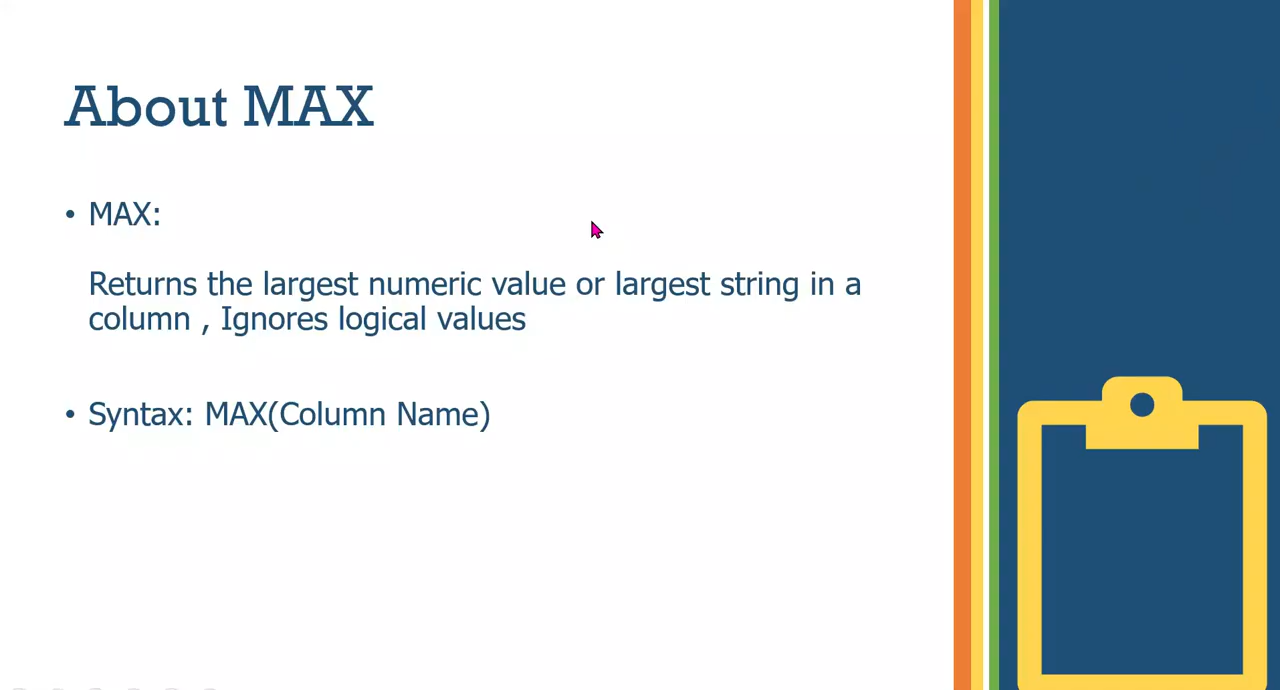 About MAX
• MAX:
Returns the largest numeric value or largest string in a
column , Ignores logical values
• Syntax: MAX(Column Name)